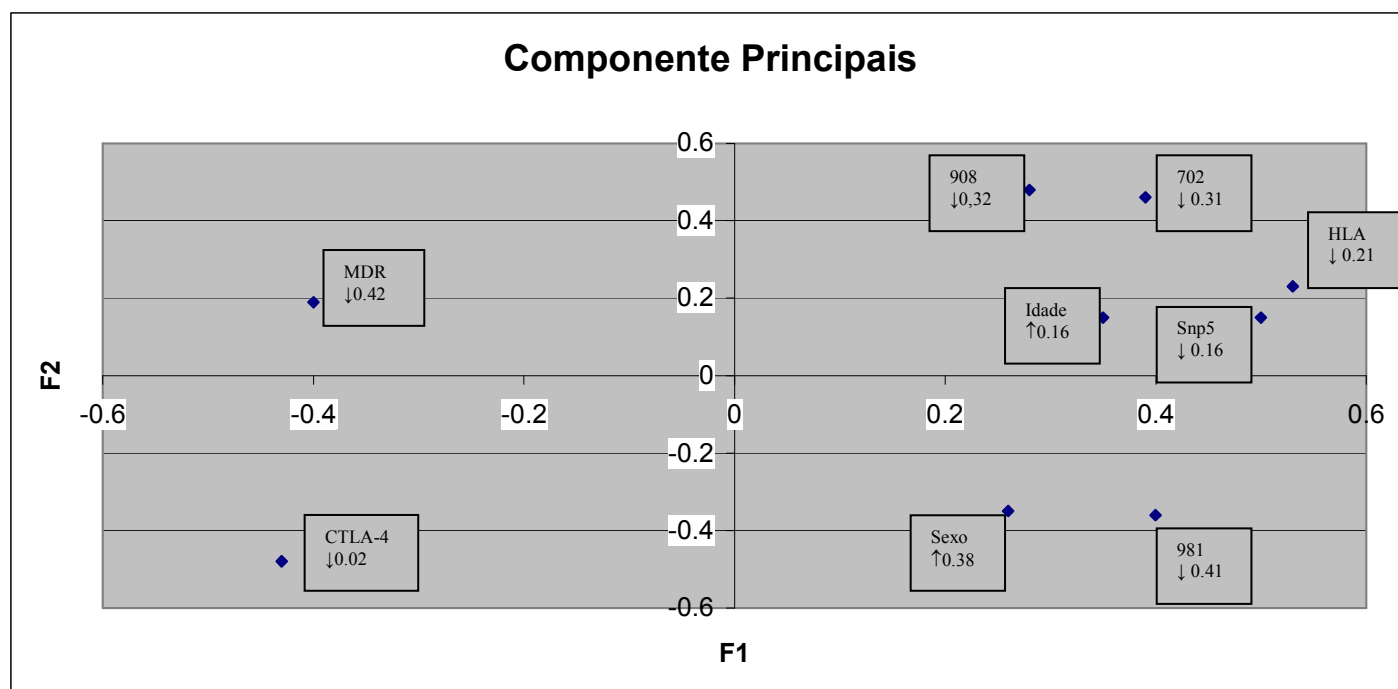 Componente Principais
0.6
908
↓0,32
702
↓ 0.31
0.4
HLA
↓ 0.21
MDR
↓0.42
0.2
Idade
↑0.16
Snp5
↓ 0.16
F2
0
-0.6
-0.4
-0.2
0
0.2
0.4
0.6
-0.2
-0.4
CTLA-4
↓0.02
Sexo
↑0.38
981
↓ 0.41
-0.6
F1